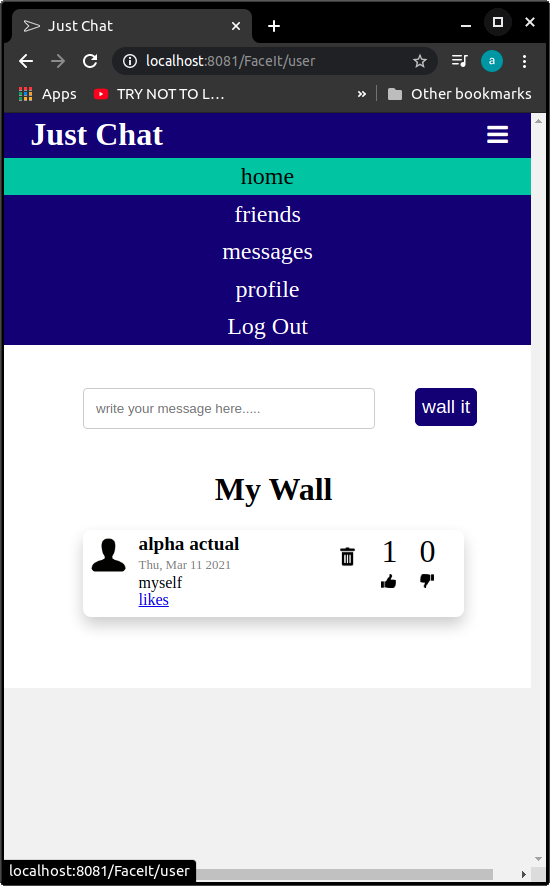 Just Chat
localhost:8081/FaceIt/user
a
Apps
TRY NOT TO L...
»
Other bookmarks
Just Chat
home
friends
messages
profile
Log Out
write your message here.....
wall it
My Wall
alpha actual
1 0
Thu, Mar 11 2021
myself
likes
localhost:8081/FaceIt/user